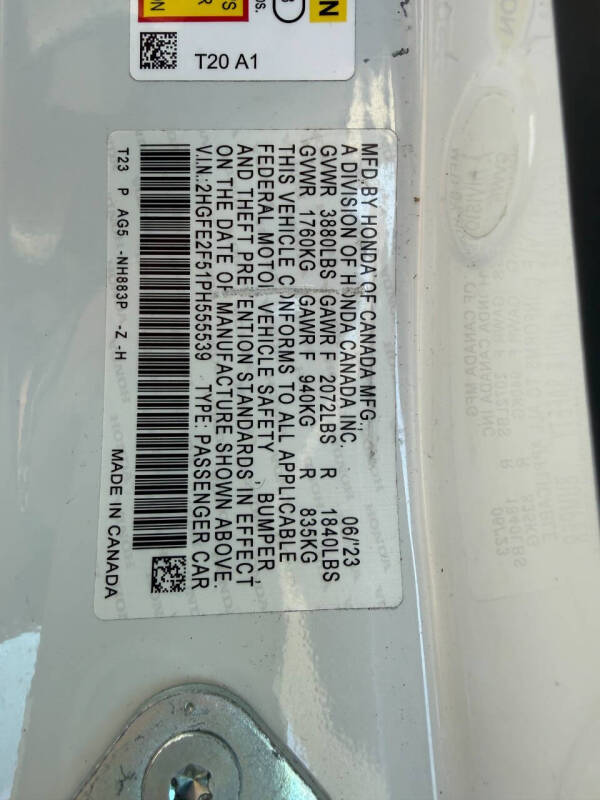 T20 A1
MFD. BY HONDA OF CANADA MFG.,
A DIVISION OF HONDA CANADA INC. 06/'23
GVWR 3880LBS GAWR F 2072LBS R 1840LBS
GVWR 1760KG GAWR F 940KG R 835KG
THIS VEHICLE CONFORMS TO ALL APPLICABLE
FEDERAL MOTOR VEHICLE SAFETY, BUMPER,
AND THEFT PREVENTION STANDARDS IN EFFECT
ON THE DATE OF MANUFACTURE SHOWN ABOVE.
V.I.N.:2HGFE2F51PH555539 TYPE: PASSENGER CAR
T23 P AG5 -NH883P -Z -H MADE IN CANADA